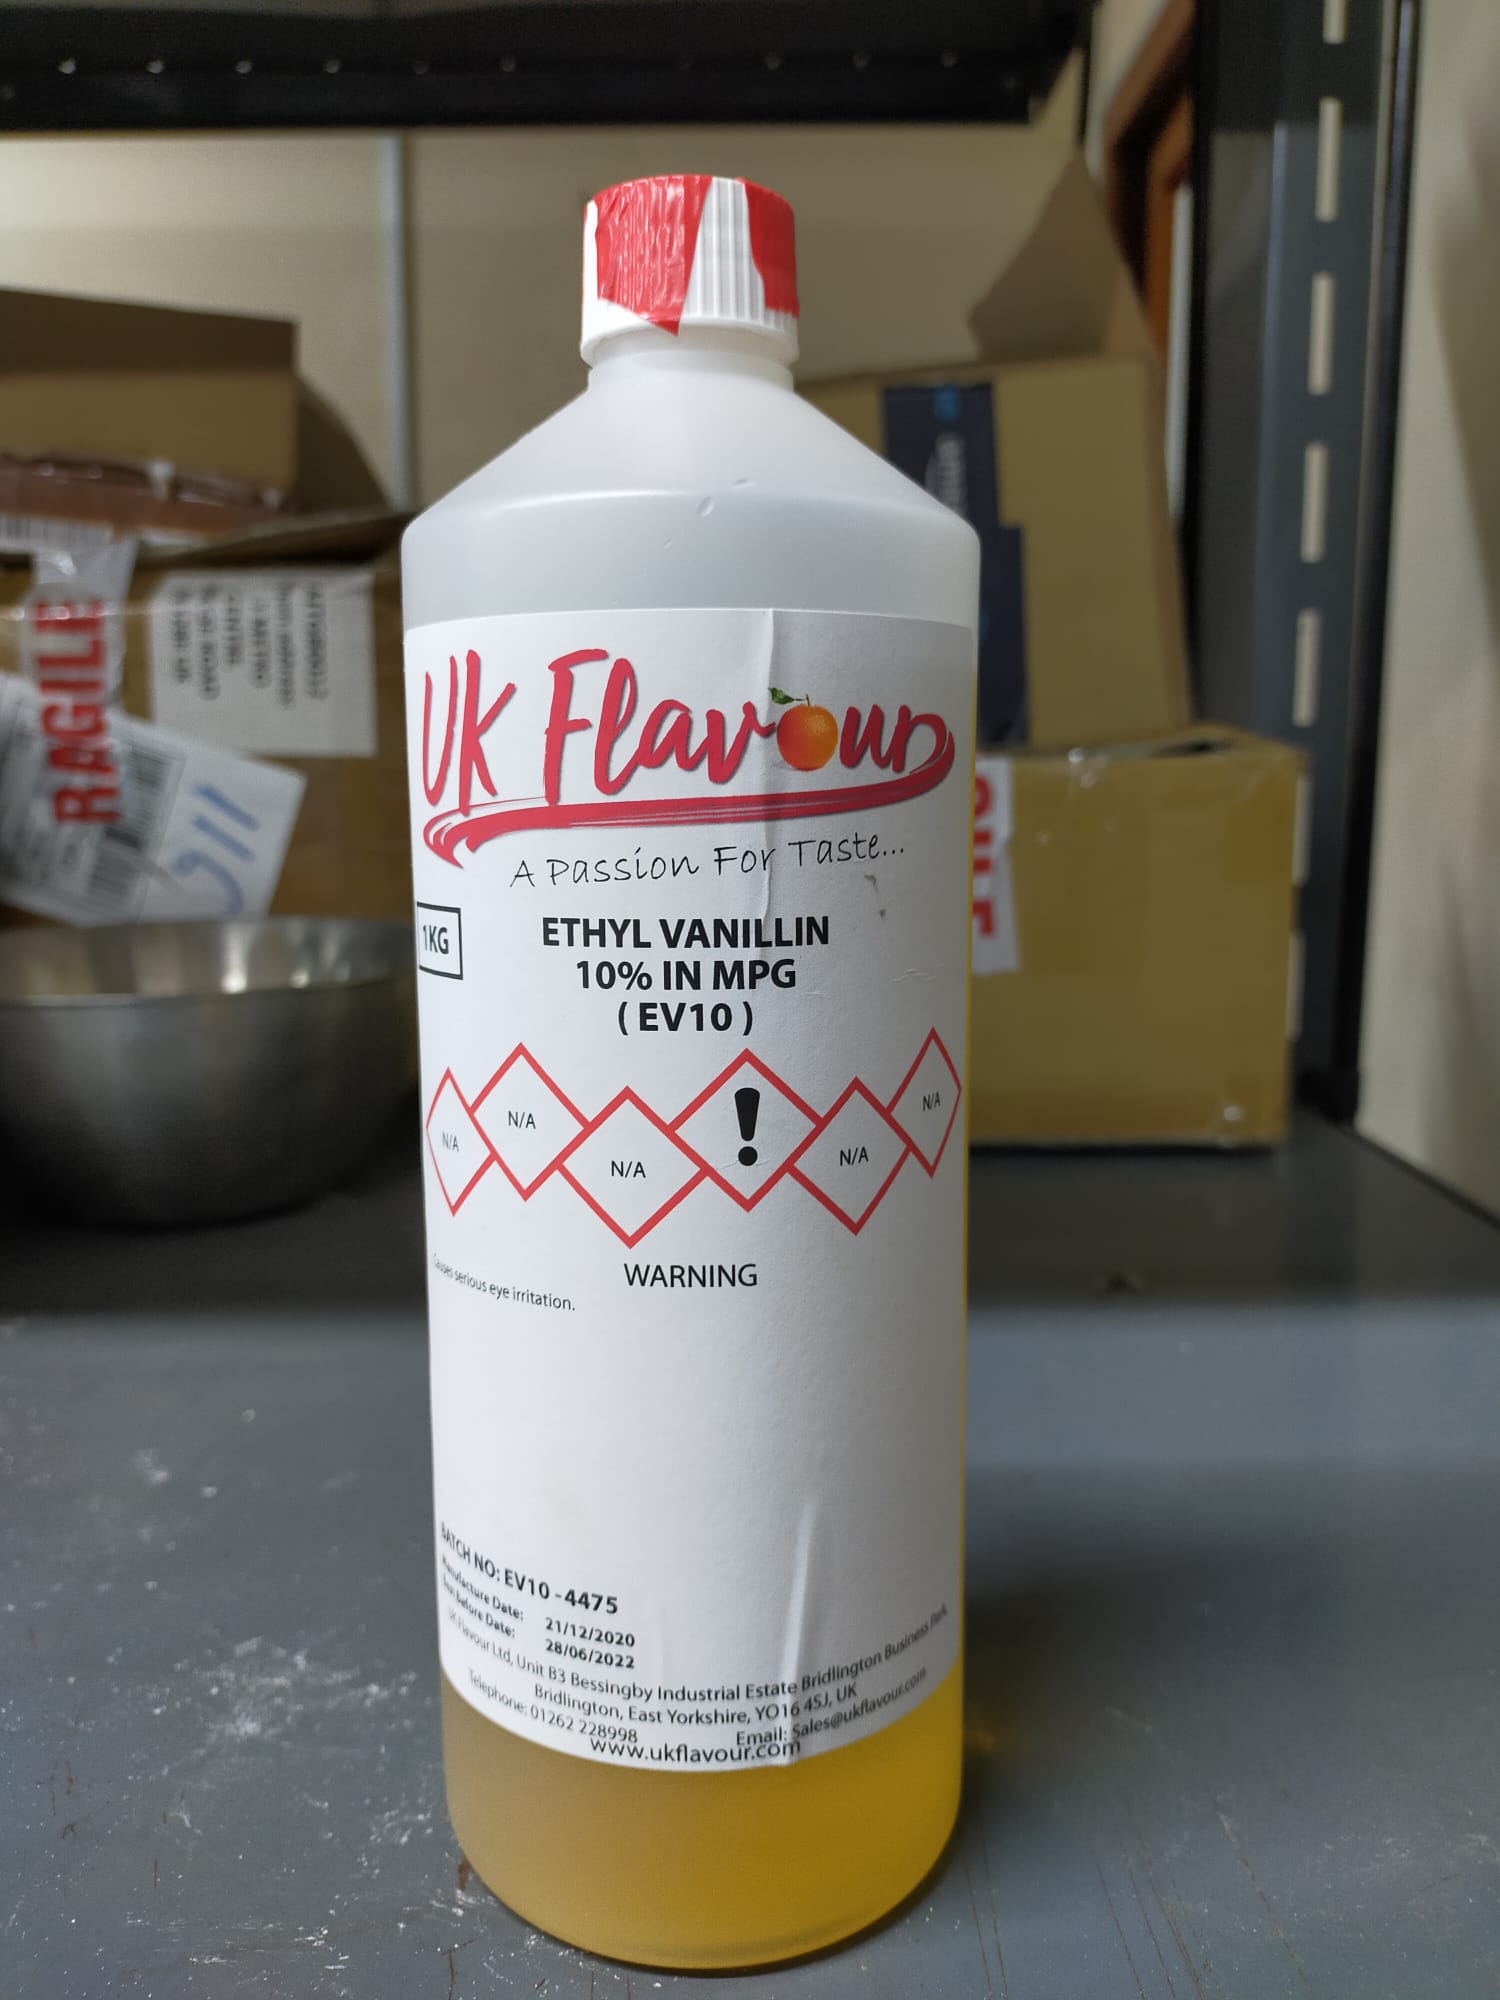 UK Flavour
A Passion For Taste...
1KG
ETHYL VANILLIN
10% IN MPG
( EV10 )
N/A
N/A
N/A
!
N/A
N/A
WARNING
Causes serious eye irritation.
BATCH NO: EV10 - 4475
Manufacture Date: 21/12/2020
Best Before Date: 28/06/2022
UK Flavour Ltd, Unit B3 Bessingby Industrial Estate Bridlington Business Park,
Bridlington, East Yorkshire, YO16 4SJ, UK
Telephone: 01262 228998 Email: Sales@ukflavour.com
www.ukflavour.com
RAGILE